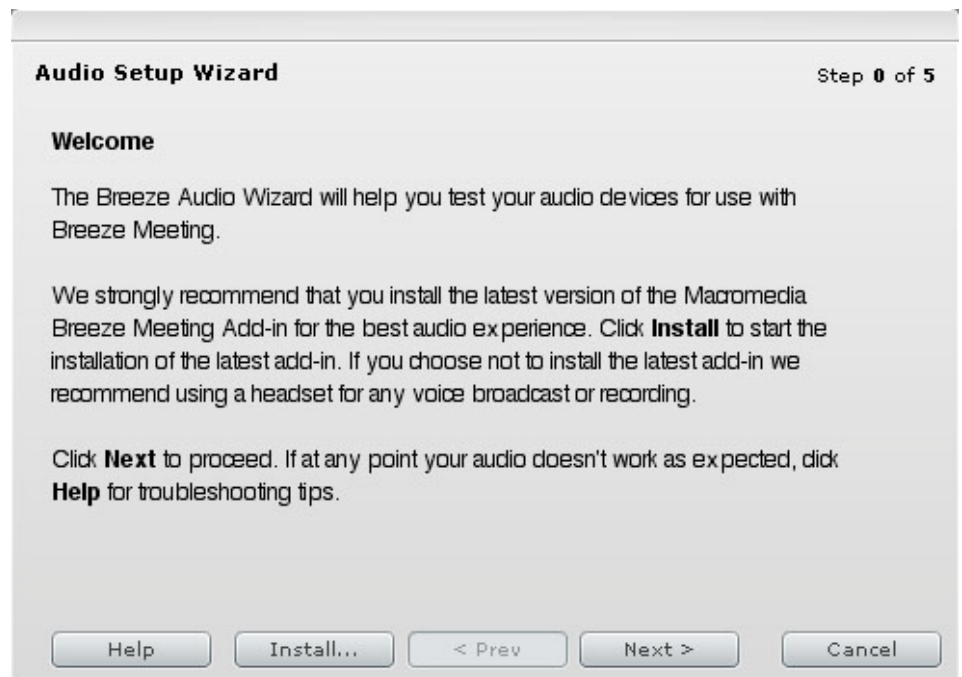 Audio Setup Wizard
Step 0 of 5
Welcome
The Breeze Audio Wizard will help you test your audio devices for use with
Breeze Meeting.
We strongly recommend that you install the latest version of the Macromedia
Breeze Meeting Add-in for the best audio experience. Click Install to start the
installation of the latest add-in. If you choose not to install the latest add-in we
recommend using a headset for any voice broadcast or recording.
Click Next to proceed. If at any point your audio doesn't work as expected, click
Help for troubleshooting tips.
Help
Install...
< Prev
Next >
Cancel